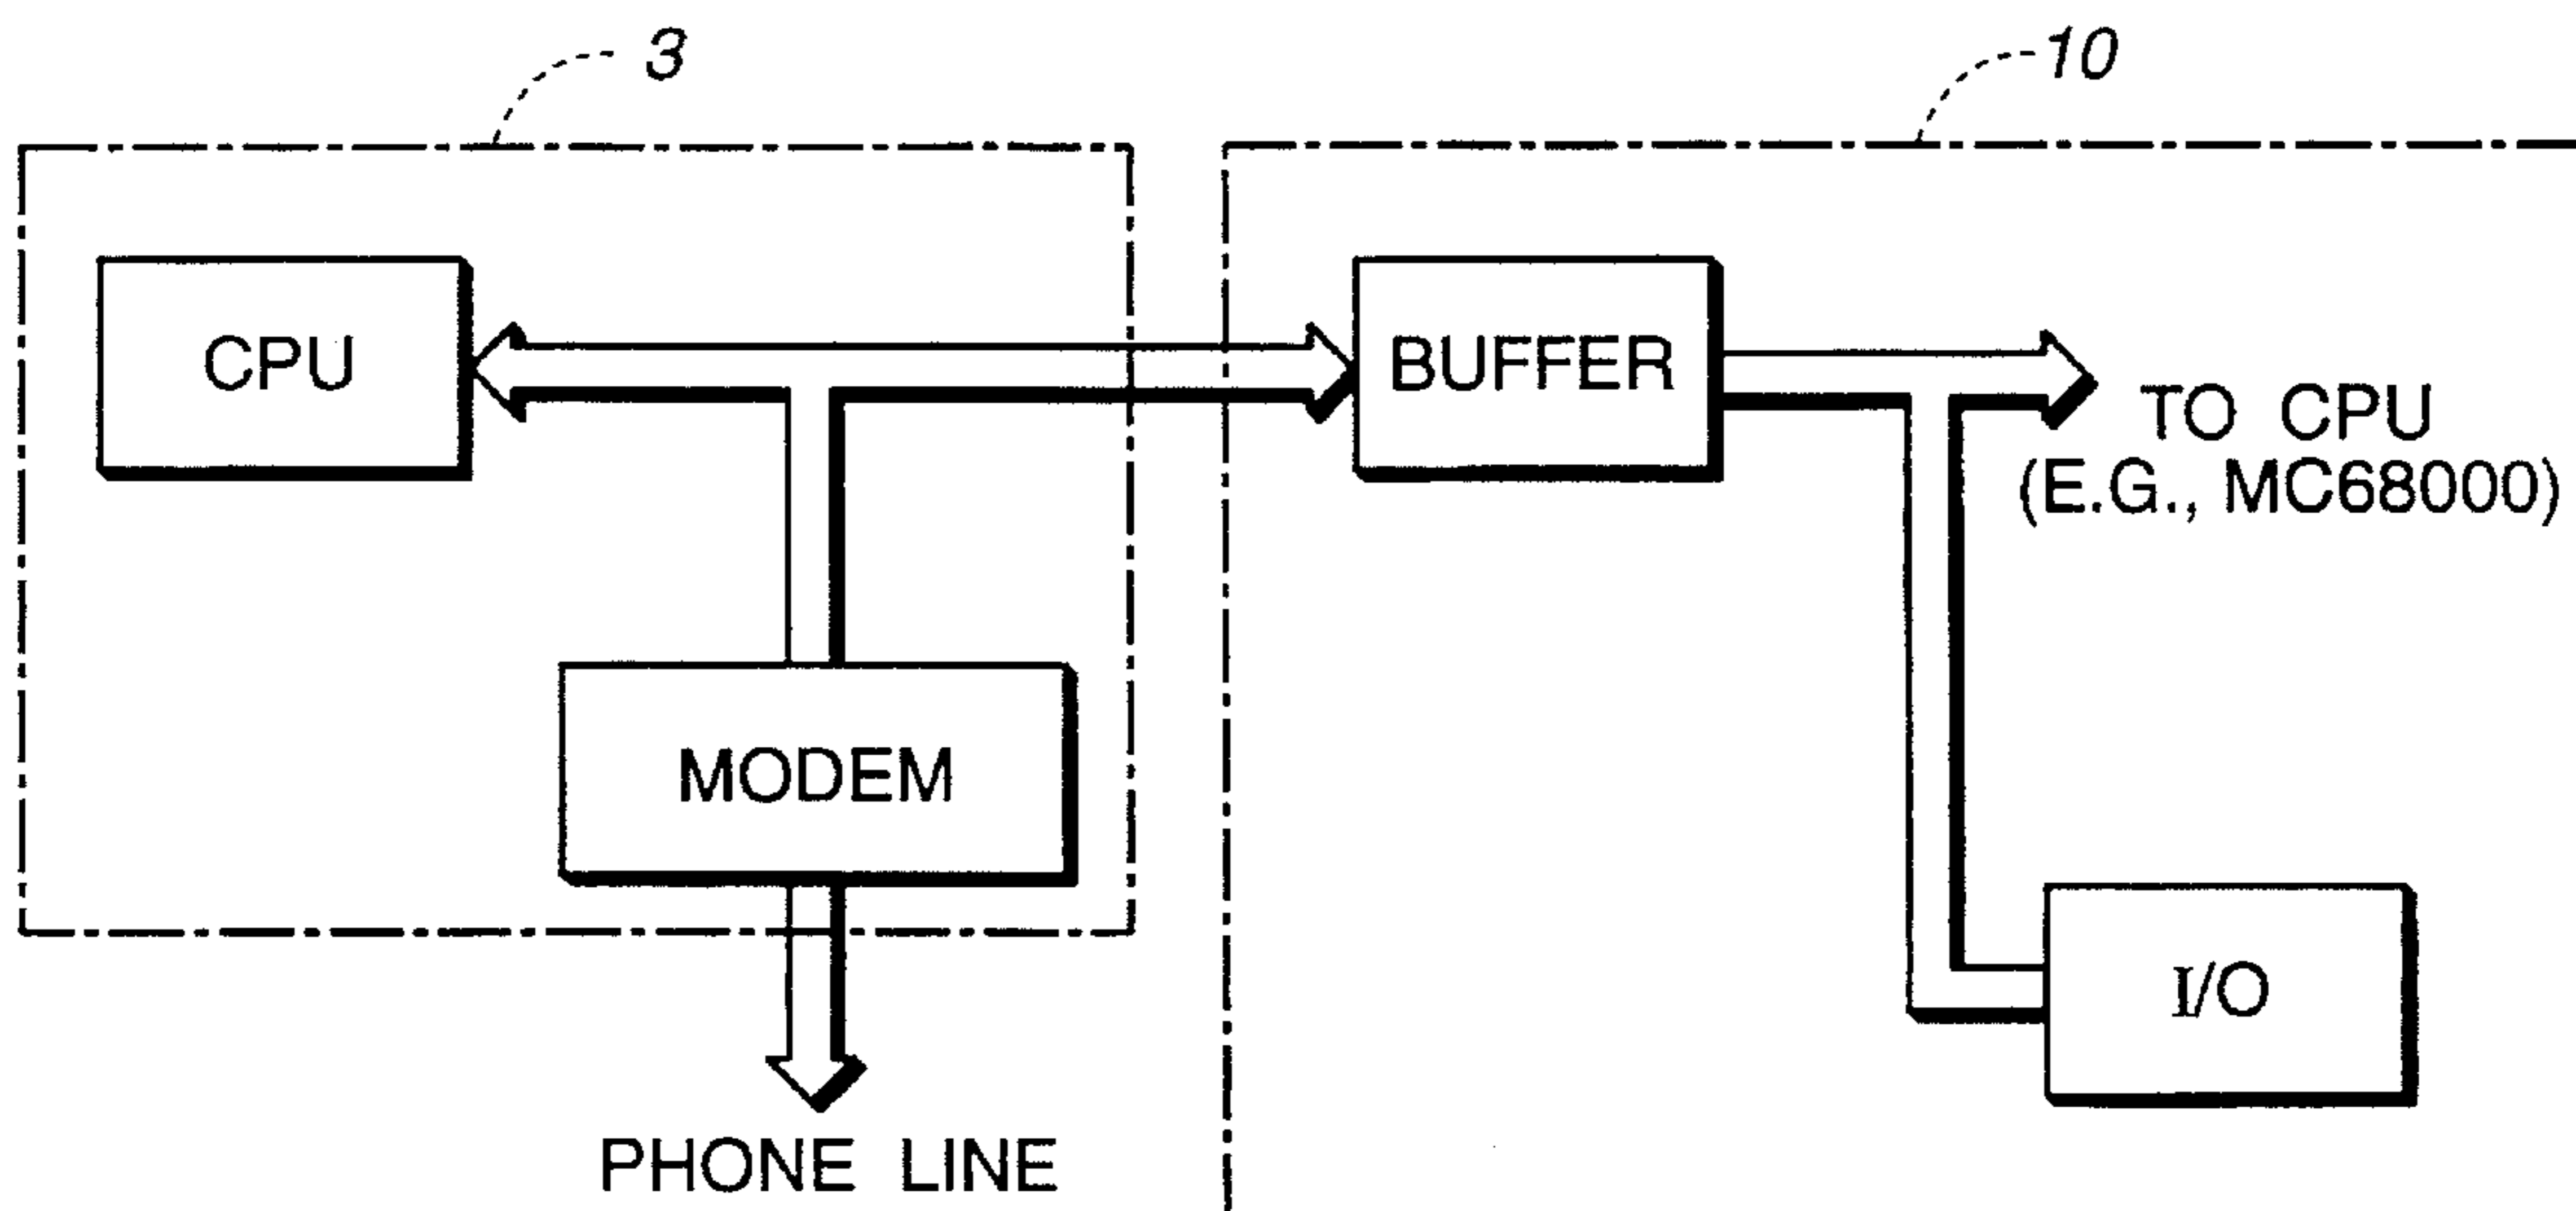 3
10
CPU
BUFFER
TO CPU
(E.G., MC68000)
MODEM
I/O
PHONE LINE